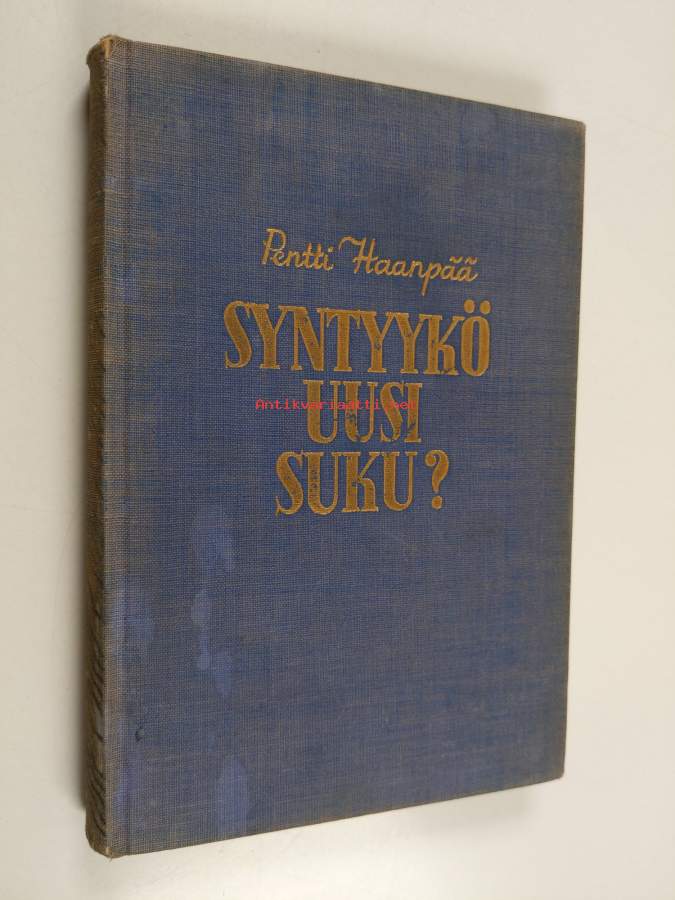 Pentti Haanpää
SYNTYYKÖ
UUSI
Antikvariaatti.net
SUKU?